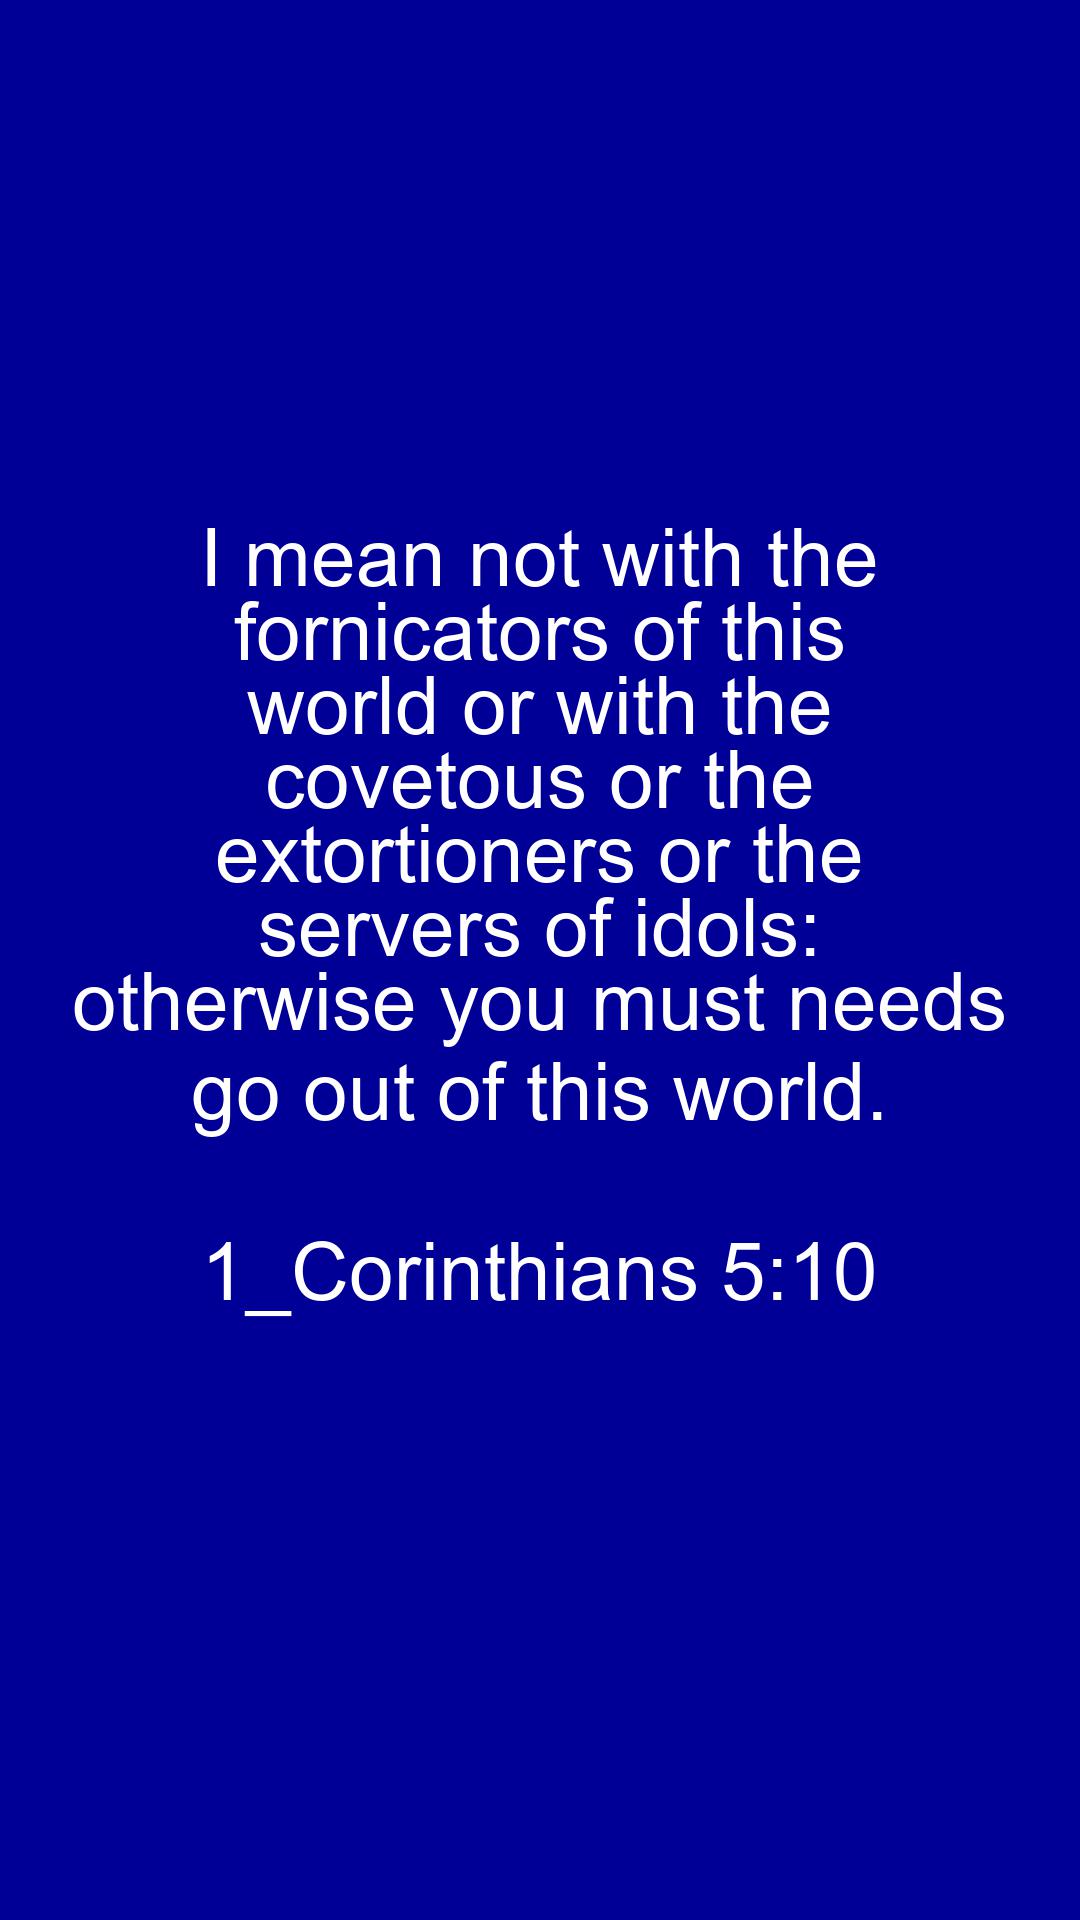 I mean not with the
fornicators of this
world or with the
covetous or the
extortioners or the
servers of idols:
otherwise you must needs
go out of this world.
1_Corinthians 5:10